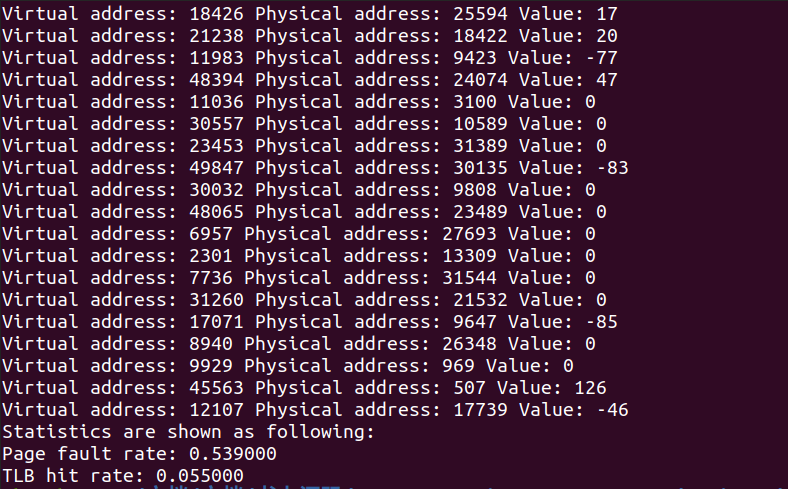 Virtual address: 18426 Physical address: 25594 Value: 17
Virtual address: 21238 Physical address: 18422 Value: 20
Virtual address: 11983 Physical address: 9423 Value: -77
Virtual address: 48394 Physical address: 24074 Value: 47
Virtual address: 11036 Physical address: 3100 Value: 0
Virtual address: 30557 Physical address: 10589 Value: 0
Virtual address: 23453 Physical address: 31389 Value: 0
Virtual address: 49847 Physical address: 30135 Value: -83
Virtual address: 30032 Physical address: 9808 Value: 0
Virtual address: 48065 Physical address: 23489 Value: 0
Virtual address: 6957 Physical address: 27693 Value: 0
Virtual address: 2301 Physical address: 13309 Value: 0
Virtual address: 7736 Physical address: 31544 Value: 0
Virtual address: 31260 Physical address: 21532 Value: 0
Virtual address: 17071 Physical address: 9647 Value: -85
Virtual address: 8940 Physical address: 26348 Value: 0
Virtual address: 9929 Physical address: 969 Value: 0
Virtual address: 45563 Physical address: 507 Value: 126
Virtual address: 12107 Physical address: 17739 Value: -46
Statistics are shown as following:
Page fault rate: 0.539000
TLB hit rate: 0.055000